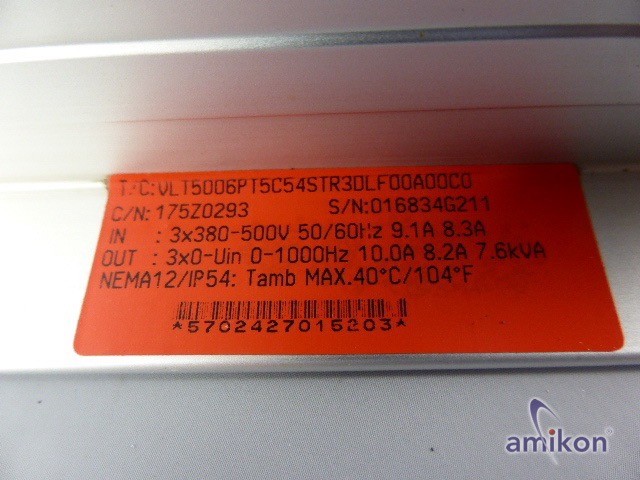 T/C:VLT5006PT5C54STR3DLF00A00C0
C/N:175Z0293 S/N:016834G211
IN : 3x380-500V 50/60Hz 9.1A 8.3A
OUT : 3x0-Uin 0-1000Hz 10.0A 8.2A 7.6kVA
NEMA12/IP54: Tamb MAX.40°C/104°F
*5702427015203*
amikon®